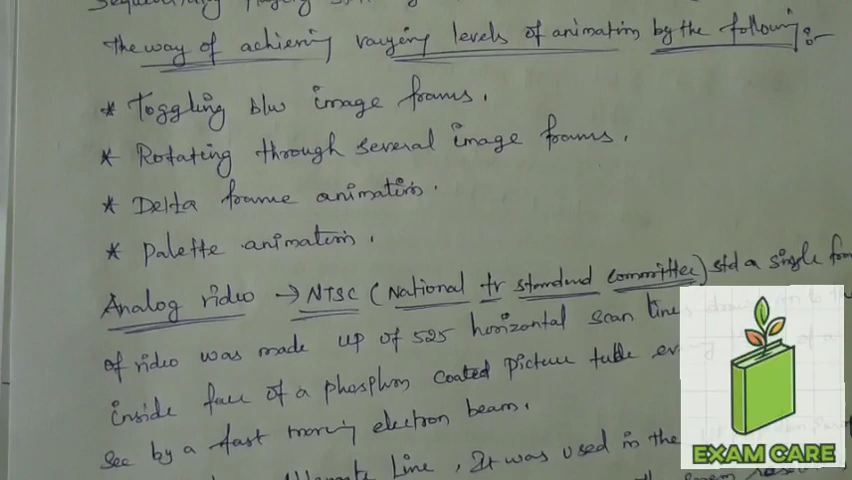 the way of achieving varying levels of animation by the following:-
* Toggling b/w image frames.
* Rotating through several image frames.
* Delta frame animation.
* Palette animation.
Analog video → NTSC (National tv standard committee) std a single
of video was made up of 525 horizontal scan lines
inside face of a phosphor coated picture tube
sec by a fast moving electron beam.
Line, It was used in the
EXAM CARE